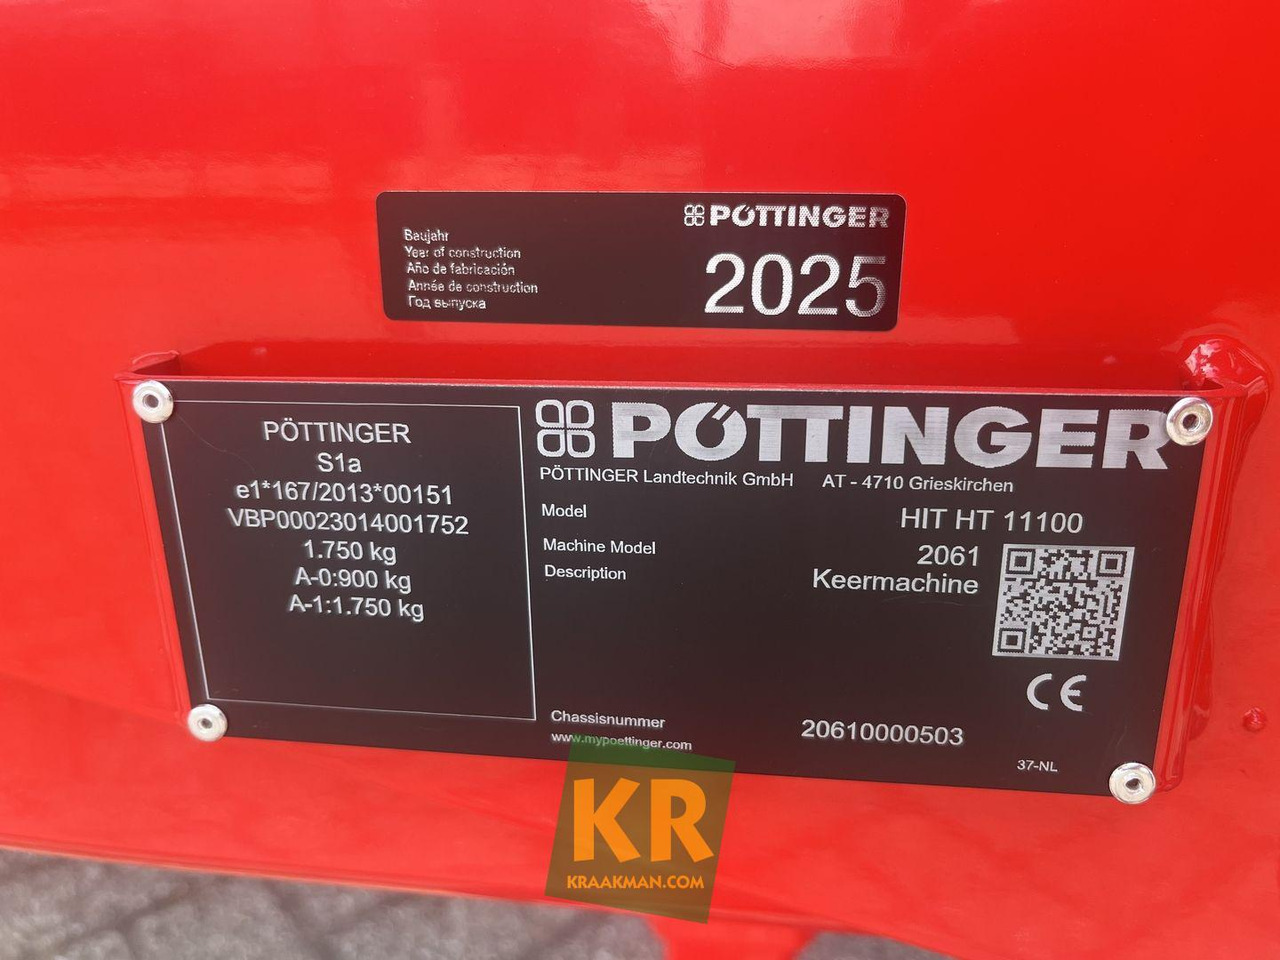 PÖTTINGER
Baujahr
Year of construction
Año de fabricación
Année de construction
Год выпуска
2025
PÖTTINGER
S1a
e1*167/2013*00151
VBP00023014001752
1.750 kg
A-0:900 kg
A-1:1.750 kg
PÖTTINGER
PÖTTINGER Landtechnik GmbH AT - 4710 Grieskirchen
Model HIT HT 11100
Machine Model 2061
Description Keermachine
CE
Chassisnummer 20610000503
www.mypoettinger.com
37-NL
KR
KRAAKMAN.COM